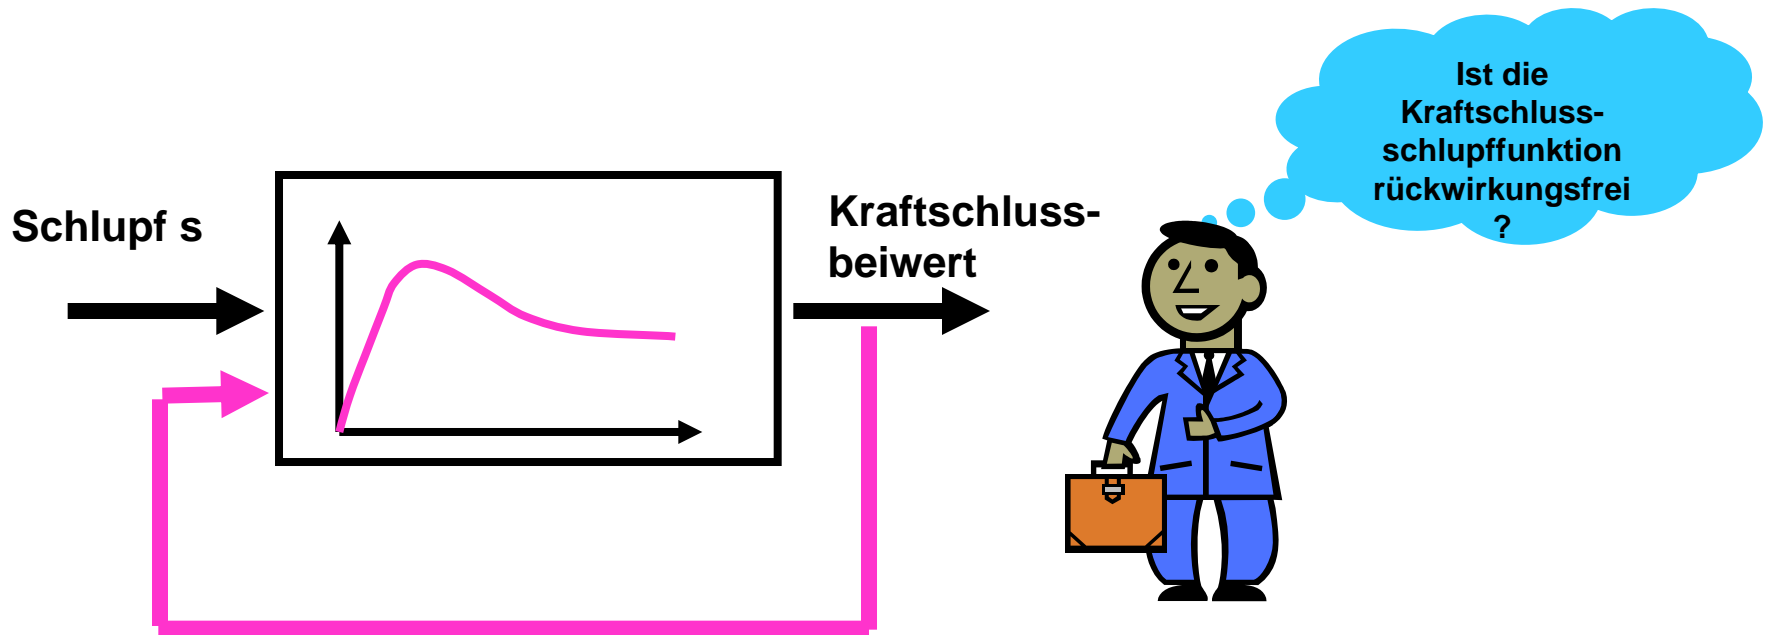 Schlupf s
Kraftschluss-
beiwert
Ist die
Kraftschluss-
schlupffunktion
rückwirkungsfrei
?